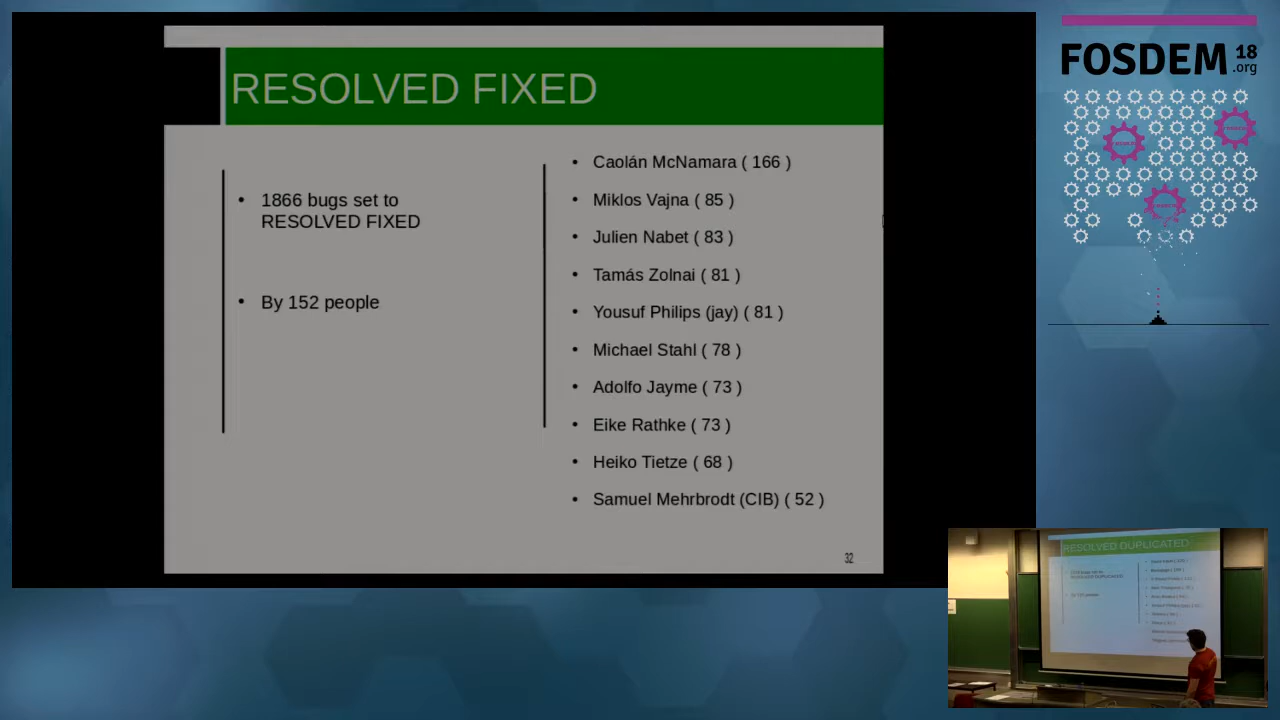 RESOLVED FIXED
• 1866 bugs set to
RESOLVED FIXED
• By 152 people
• Caolán McNamara ( 166 )
• Miklos Vajna ( 85 )
• Julien Nabet ( 83 )
• Tamás Zolnai ( 81 )
• Yousuf Philips (jay) ( 81 )
• Michael Stahl ( 78 )
• Adolfo Jayme ( 73 )
• Eike Rathke ( 73 )
• Heiko Tietze ( 68 )
• Samuel Mehrbrodt (CIB) ( 52 )
32
FOSDEM 18
.org
RESOLVED DUPLICATED